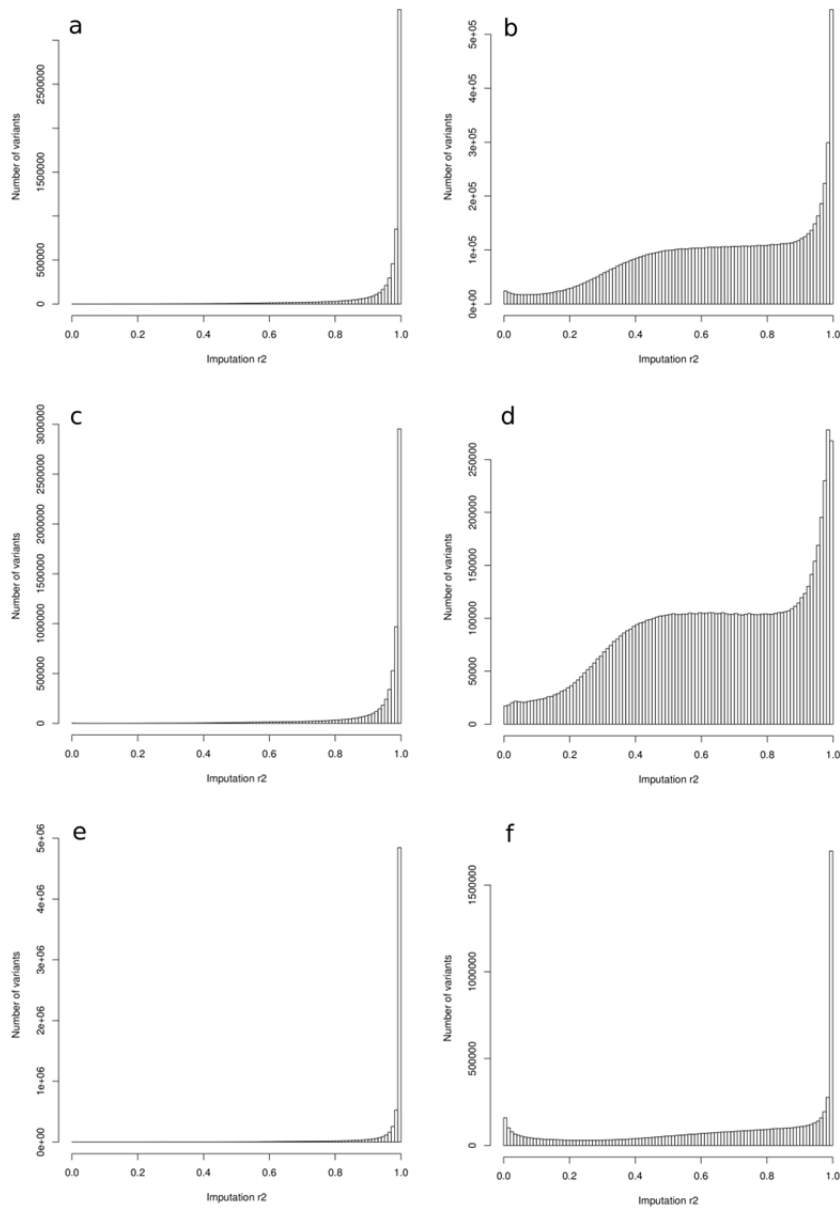 a
Number of variants
2500000
1500000
500000
0
0.0 0.2 0.4 0.6 0.8 1.0
Imputation r2
b
Number of variants
5e+05
4e+05
3e+05
2e+05
1e+05
0e+00
0.0 0.2 0.4 0.6 0.8 1.0
Imputation r2
c
Number of variants
3000000
2500000
2000000
1500000
1000000
500000
0
0.0 0.2 0.4 0.6 0.8 1.0
Imputation r2
d
Number of variants
250000
200000
150000
100000
50000
0
0.0 0.2 0.4 0.6 0.8 1.0
Imputation r2
e
Number of variants
5e+06
4e+06
3e+06
2e+06
1e+06
0e+00
0.0 0.2 0.4 0.6 0.8 1.0
Imputation r2
f
Number of variants
1500000
1000000
500000
0
0.0 0.2 0.4 0.6 0.8 1.0
Imputation r2